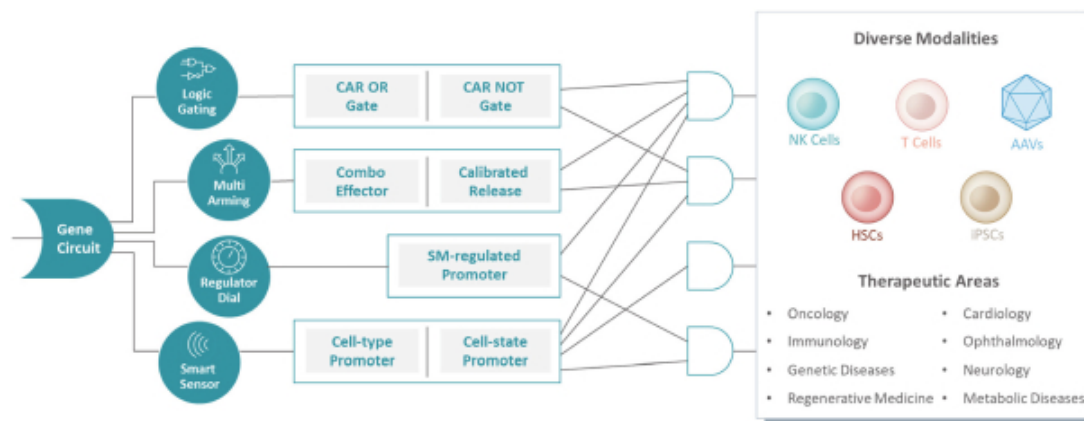 Gene
Circuit
Logic
Gating
CAR OR
Gate
CAR NOT
Gate
Multi
Arming
Combo
Effector
Calibrated
Release
Regulator
Dial
SM-regulated
Promoter
Smart
Sensor
Cell-type
Promoter
Cell-state
Promoter
Diverse Modalities
NK Cells
T Cells
AAVs
HSCs
iPSCs
Therapeutic Areas
• Oncology
• Immunology
• Genetic Diseases
• Regenerative Medicine
• Cardiology
• Ophthalmology
• Neurology
• Metabolic Diseases